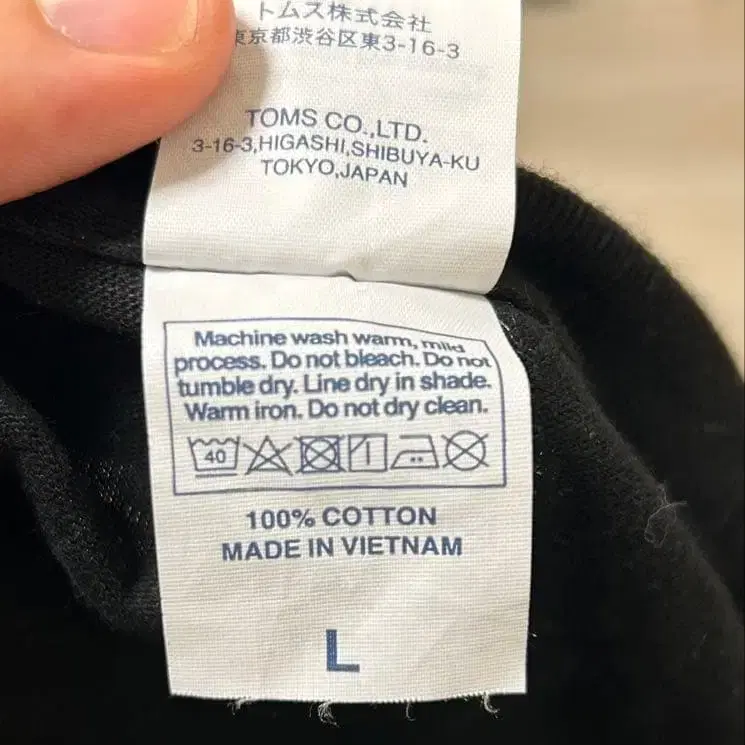 トムス株式会社
東京都渋谷区東3-16-3
TOMS CO.,LTD.
3-16-3,HIGASHI,SHIBUYA-KU
TOKYO,JAPAN
Machine wash warm, mild
process. Do not bleach. Do not
tumble dry. Line dry in shade.
Warm iron. Do not dry clean.
40
100% COTTON
MADE IN VIETNAM
L